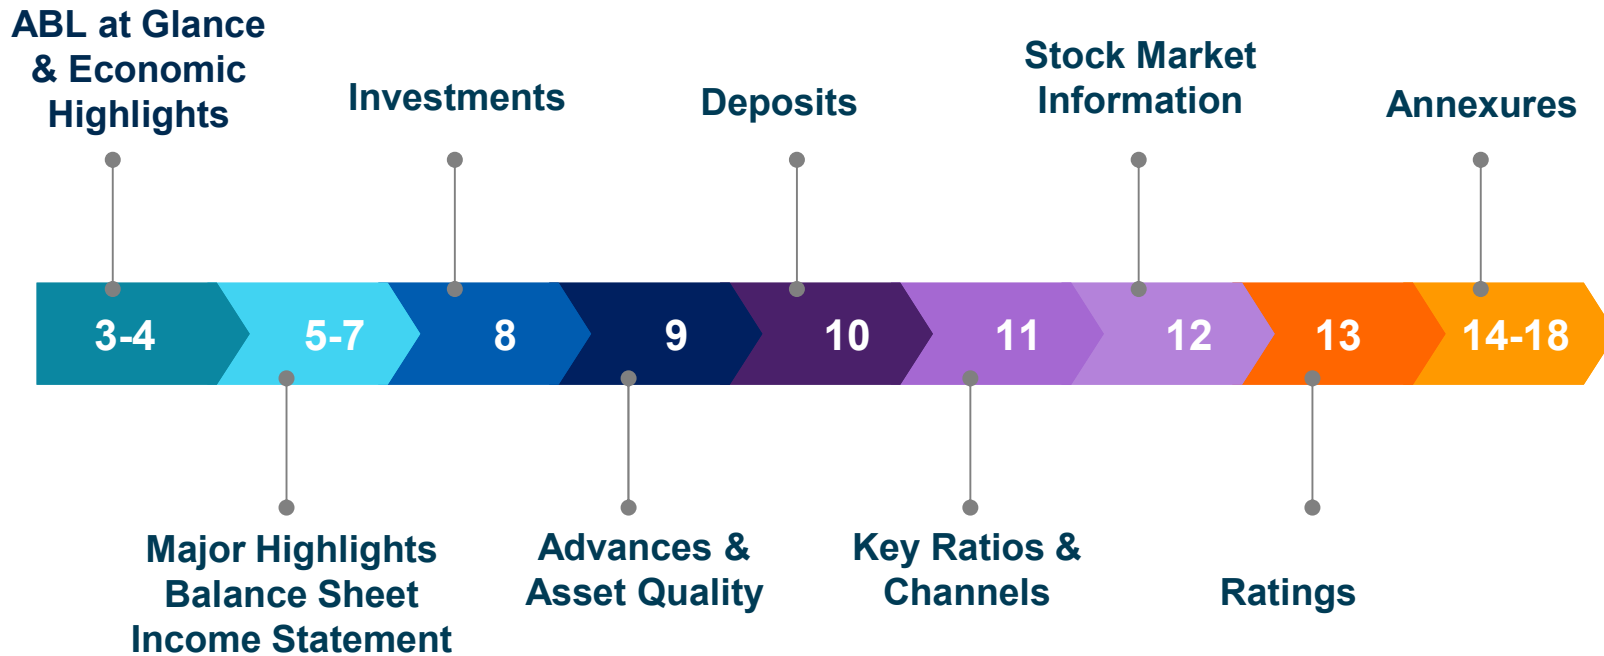 ABL at Glance
& Economic
Highlights
Investments
Deposits
Stock Market
Information
Annexures
3-4
5-7
8
9
10
11
12
13
14-18
Major Highlights
Balance Sheet
Income Statement
Advances &
Asset Quality
Key Ratios &
Channels
Ratings